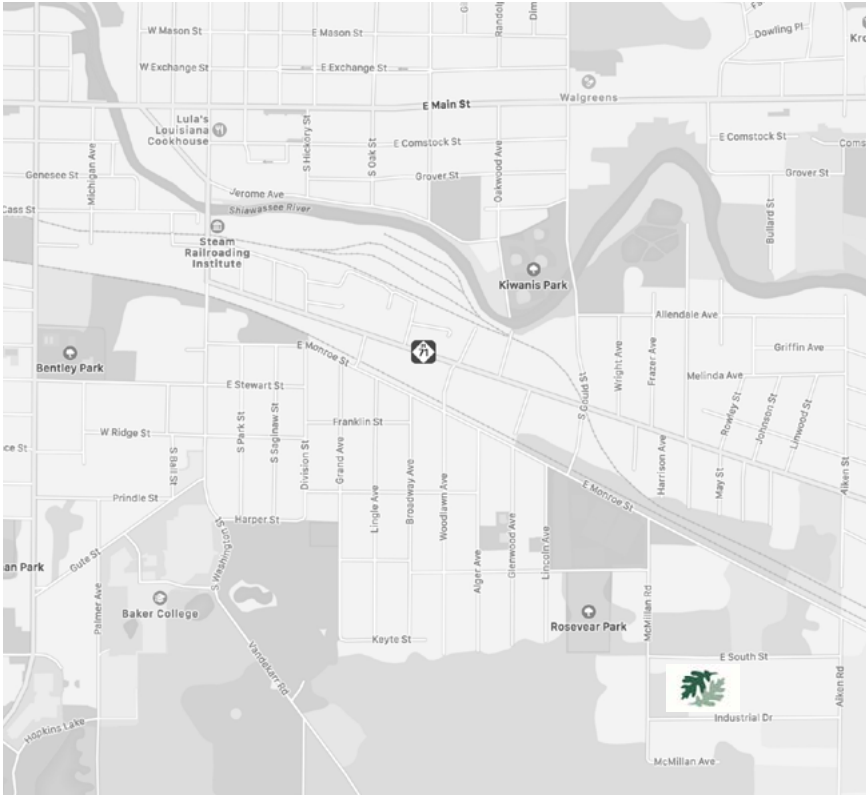 W Mason St
E Mason St
Dowling Pl
Kro
W Exchange St
E Exchange St
Walgreens
E Main St
Lula's
Louisiana
Cookhouse
S Hickory St
S Oak St
E Comstock St
E Comstock St
Coms
Michigan Ave
Genesee St
Grover St
Oakwood Ave
Grover St
Jerome Ave
Cass St
Shiawassee River
Bullard St
Steam
Railroading
Institute
Kiwanis Park
Allendale Ave
M
71
Bentley Park
E Monroe St
Wright Ave
Frazer Ave
Griffin Ave
S Gould St
Melinda Ave
E Stewart St
Rowley St
Johnson St
Linwood St
S Park St
S Saginaw St
Franklin St
W Ridge St
ce St
S Ball St
Division St
Grand Ave
Lingle Ave
Broadway Ave
Woodlawn Ave
Harrison Ave
May St
Aiken St
Prindle St
E Monroe St
Harper St
S Washington St
Alger Ave
Glenwood Ave
Lincoln Ave
Gute St
an Park
Palmer Ave
Baker College
Rosevear Park
McMillan Rd
Keyte St
Vandekarr Rd
E South St
Aiken Rd
Industrial Dr
Hopkins Lake
McMillan Ave